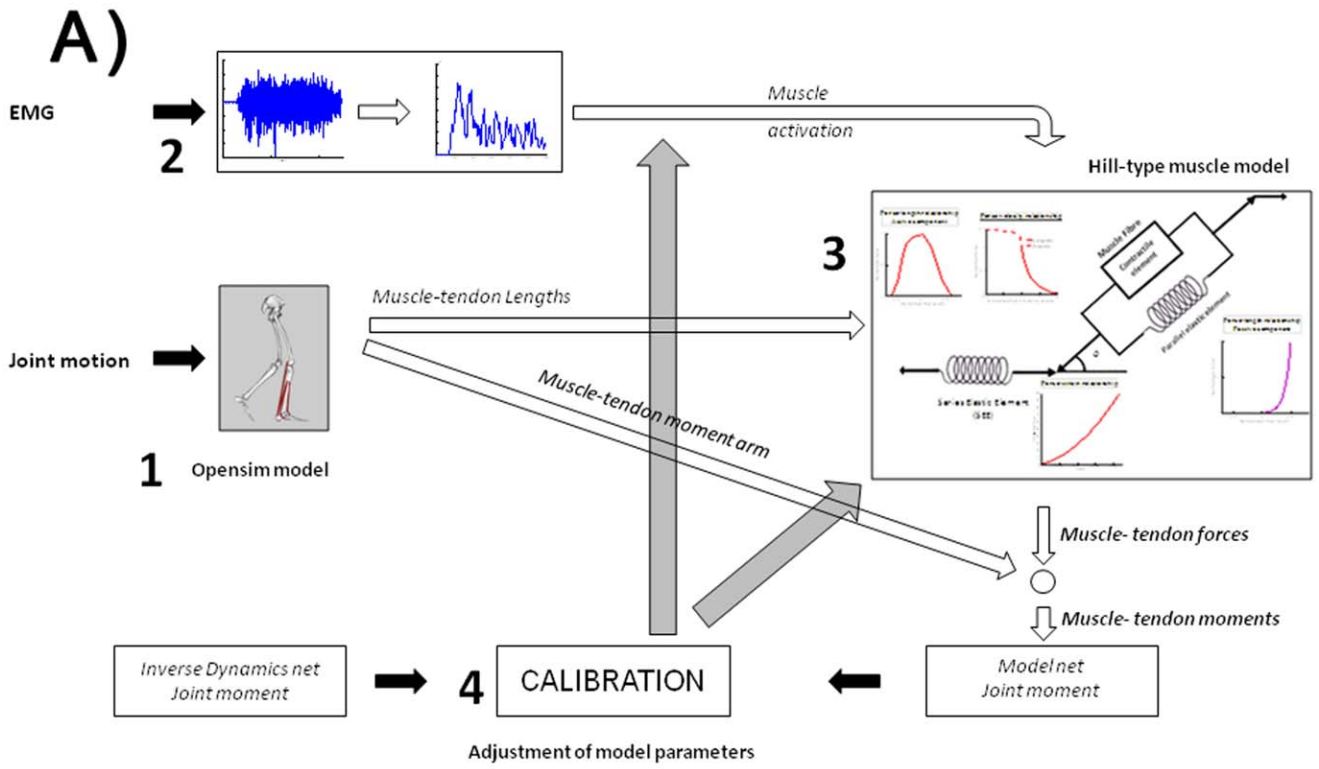 A)
EMG
2
Muscle
activation
Hill-type muscle model
3
Muscle Fibre
Contractile
element
Parallel elastic element
Muscle-tendon Lengths
Joint motion
Muscle-tendon moment arm
Series Elastic Element
(SEE)
1
Opensim model
Muscle- tendon forces
Muscle- tendon moments
Inverse Dynamics net
Joint moment
4
CALIBRATION
Model net
Joint moment
Adjustment of model parameters